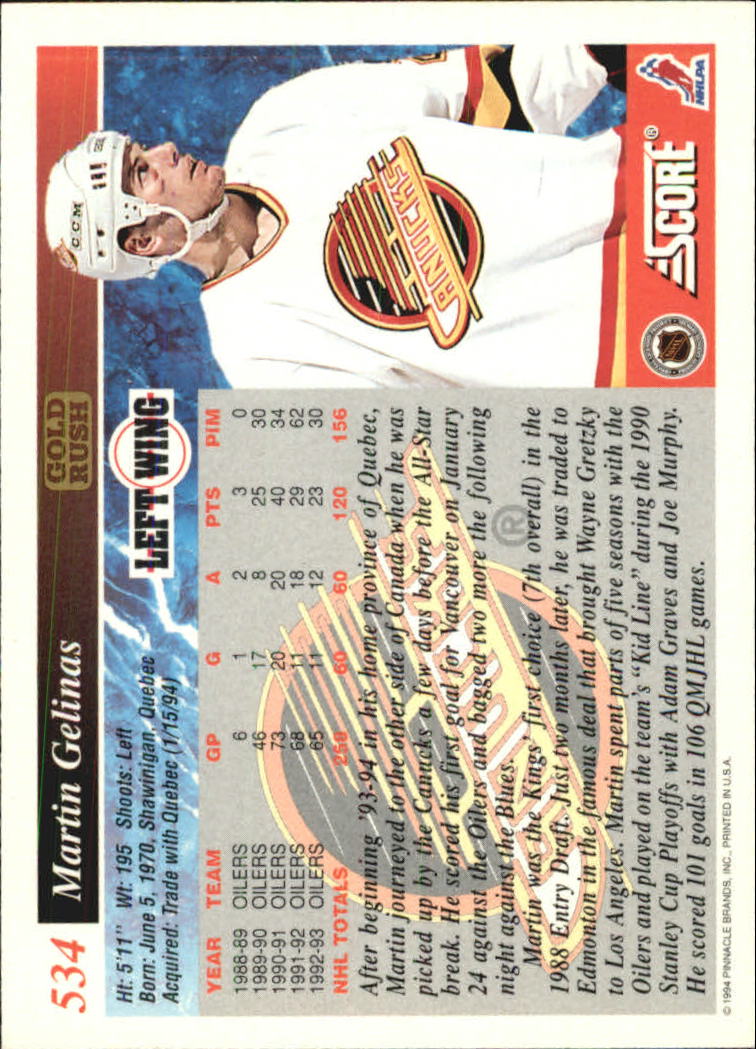 534 Martin Gelinas GOLD RUSH
Ht: 5'11" Wt: 195 Shoots: Left
Born: June 5, 1970, Shawinigan, Quebec
Acquired: Trade with Quebec (1/15/94)
LEFT WING
YEAR TEAM GP G A PTS PIM
1988-89 OILERS 6 1 2 3 0
1989-90 OILERS 46 17 8 25 30
1990-91 OILERS 73 20 20 40 34
1991-92 OILERS 68 11 18 29 62
1992-93 OILERS 65 11 12 23 30
NHL TOTALS 258 60 60 120 156
After beginning '93-94 in his home province of Quebec,
Martin journeyed to the other side of Canada when he was
picked up by the Canucks a few days before the All-Star
break. He scored his first goal for Vancouver on January
24 against the Oilers and bagged two more the following
night against the Blues.
Martin was the Kings' first choice (7th overall) in the
1988 Entry Draft. Just two months later, he was traded to
Edmonton in the famous deal that brought Wayne Gretzky
to Los Angeles. Martin spent parts of five seasons with the
Oilers and played on the team's "Kid Line" during the 1990
Stanley Cup Playoffs with Adam Graves and Joe Murphy.
He scored 101 goals in 106 QMJHL games.
© 1994 PINNACLE BRANDS, INC., PRINTED IN U.S.A.
CCM
CANUCKS
CANUCKS ®
NHLPA
SCORE®
NHL